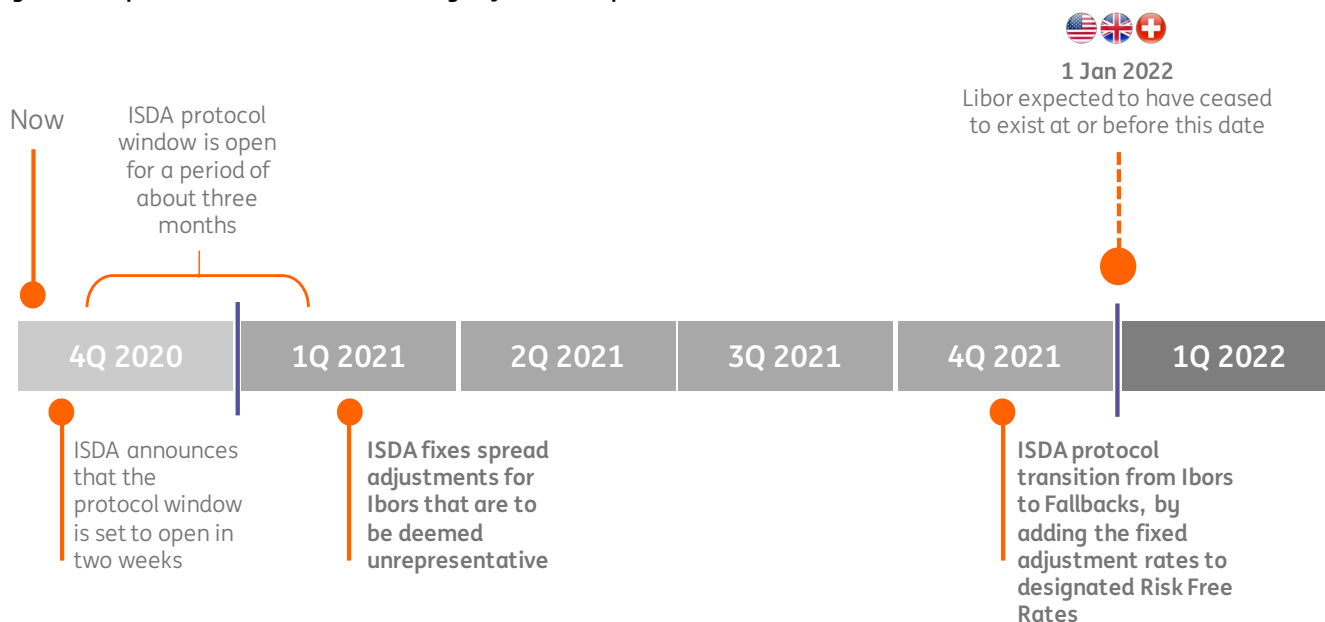 Now
ISDA protocol
window is open
for a period of
about three
months
1 Jan 2022
Libor expected to have ceased
to exist at or before this date
4Q 2020
1Q 2021
2Q 2021
3Q 2021
4Q 2021
1Q 2022
ISDA announces
that the
protocol window
is set to open in
two weeks
ISDA fixes spread
adjustments for
Ibors that are to
be deemed
unrepresentative
ISDA protocol
transition from Ibors
to Fallbacks, by
adding the fixed
adjustment rates to
designated Risk Free
Rates